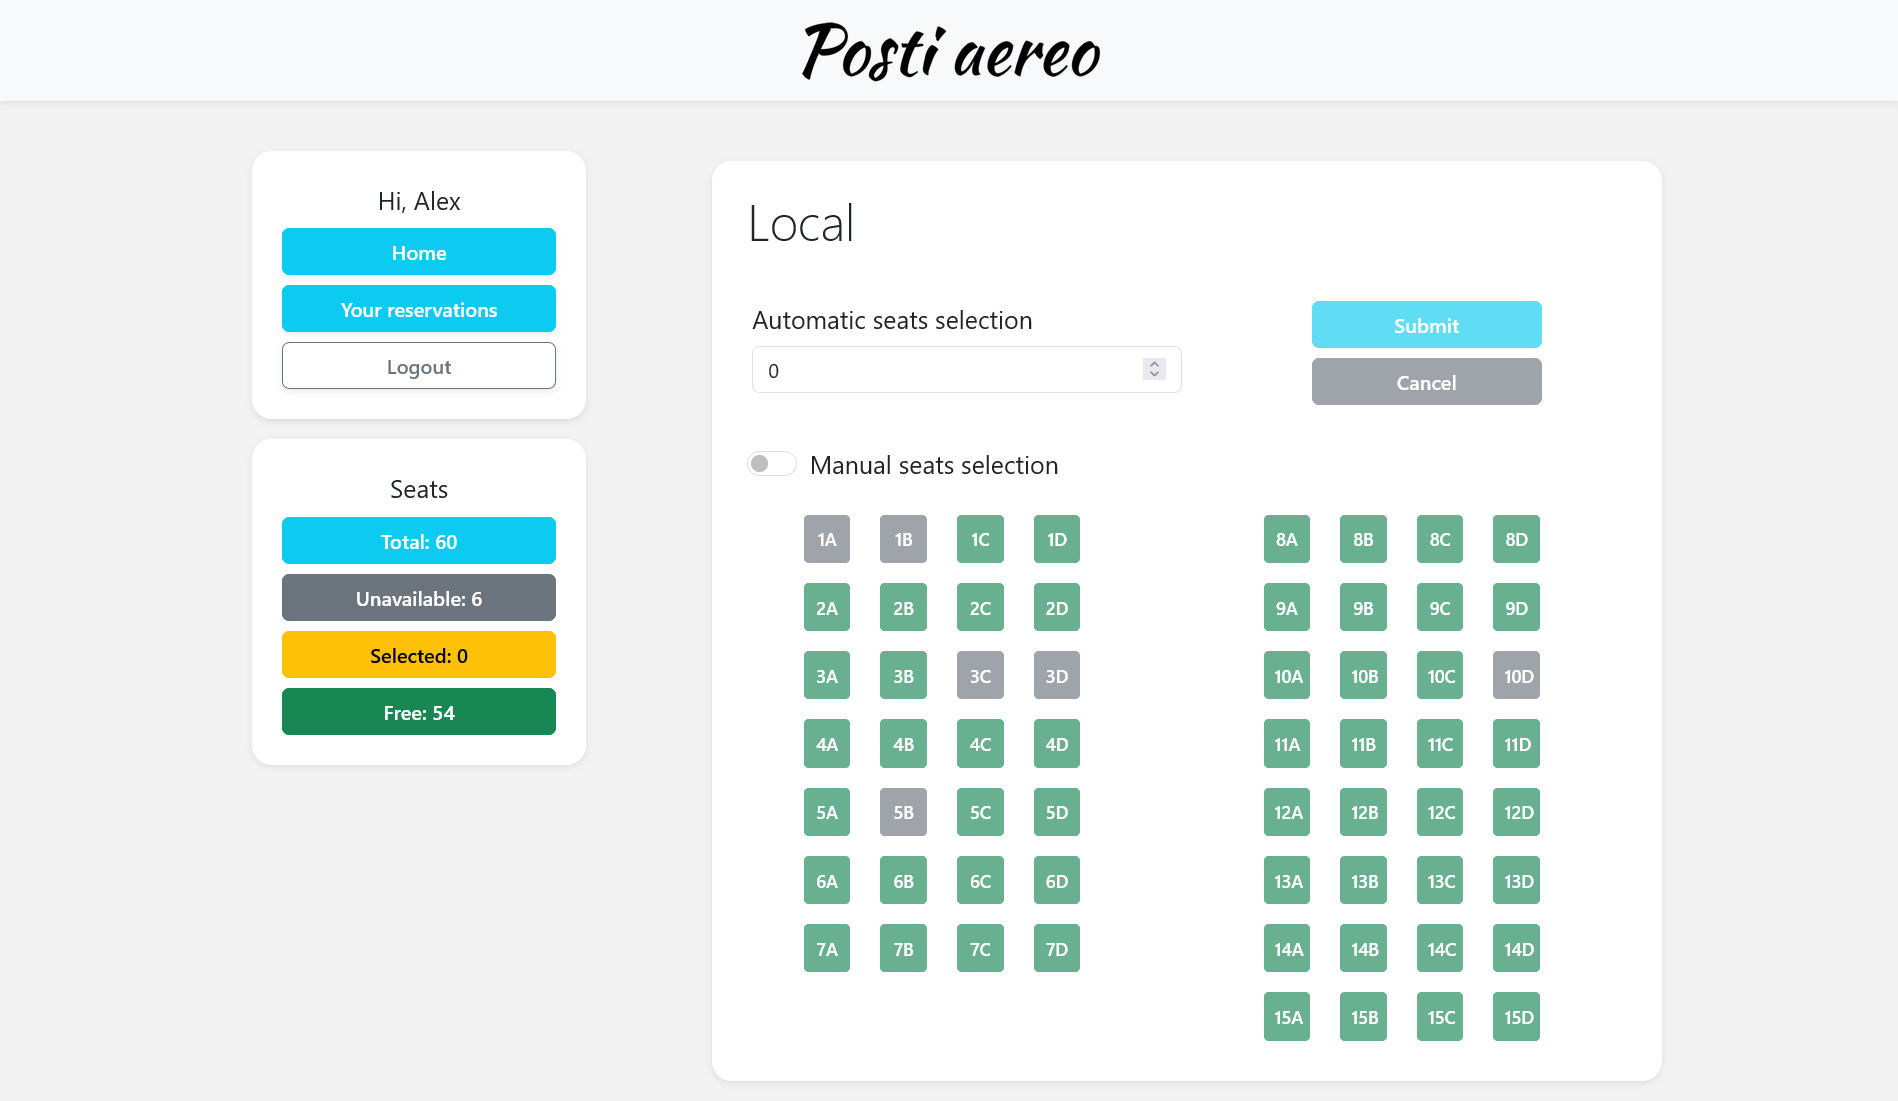 Posti aereo
Hi, Alex
Home
Your reservations
Logout
Seats
Total: 60
Unavailable: 6
Selected: 0
Free: 54
Local
Automatic seats selection
0
Submit
Cancel
Manual seats selection
1A 1B 1C 1D 8A 8B 8C 8D
2A 2B 2C 2D 9A 9B 9C 9D
3A 3B 3C 3D 10A 10B 10C 10D
4A 4B 4C 4D 11A 11B 11C 11D
5A 5B 5C 5D 12A 12B 12C 12D
6A 6B 6C 6D 13A 13B 13C 13D
7A 7B 7C 7D 14A 14B 14C 14D
15A 15B 15C 15D